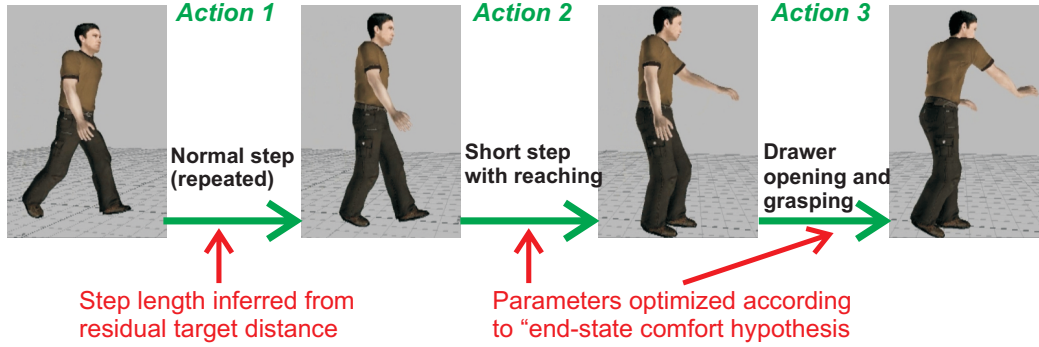 Action 1
Action 2
Action 3
Normal step
(repeated)
Short step
with reaching
Drawer
opening and
grasping
Step length inferred from
residual target distance
Parameters optimized according
to “end-state comfort hypothesis